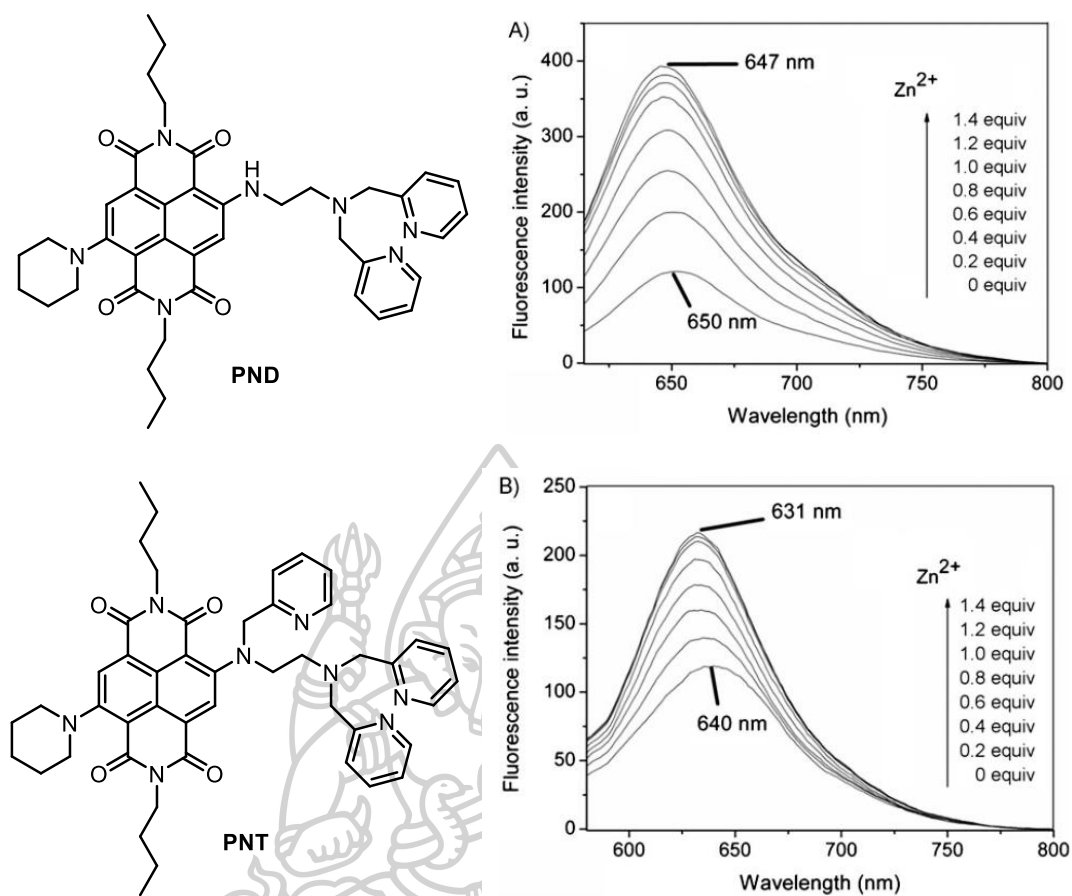 N
O
O
H
N
N
N
N
N
O
O
N
PND
A)
647 nm
650 nm
Zn2+
1.4 equiv
1.2 equiv
1.0 equiv
0.8 equiv
0.6 equiv
0.4 equiv
0.2 equiv
0 equiv
Fluorescence intensity (a. u.)
400
300
200
100
0
650
700
750
800
Wavelength (nm)
N
O
O
N
N
N
N
N
N
O
O
N
PNT
B)
631 nm
640 nm
Zn2+
1.4 equiv
1.2 equiv
1.0 equiv
0.8 equiv
0.6 equiv
0.4 equiv
0.2 equiv
0 equiv
Fluorescence intensity (a. u.)
250
200
150
100
50
0
600
650
700
750
800
Wavelength (nm)